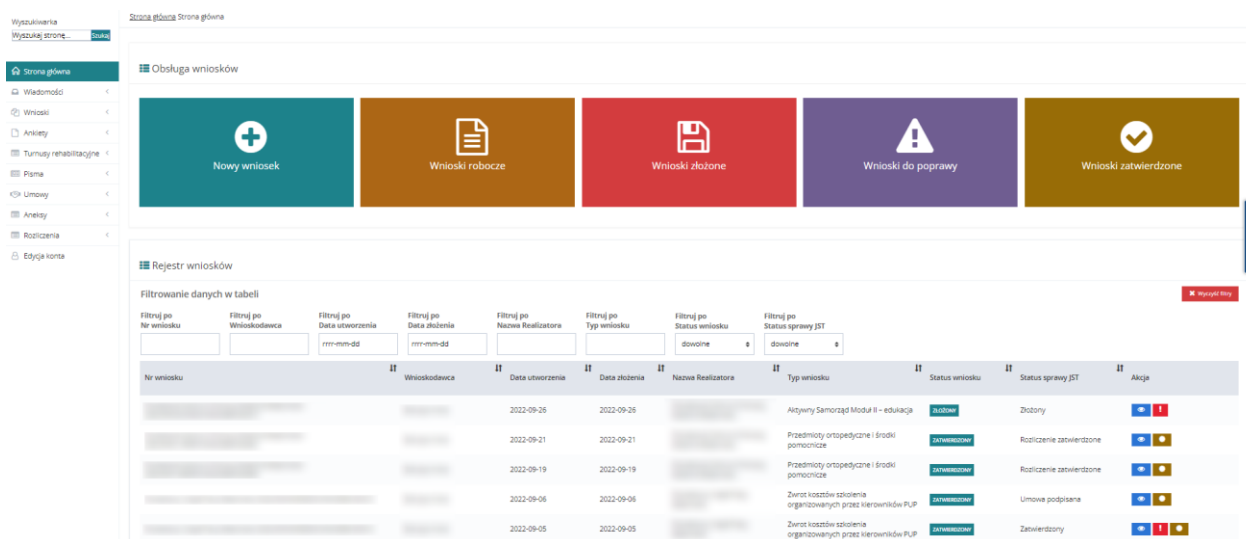 Wyszukiwarka
Wyszukaj stronę...
Szukaj
Strona główna Strona główna
Strona główna
Wiadomości
Wnioski
Ankiety
Turnusy rehabilitacyjne
Pisma
Umowy
Aneksy
Rozliczenia
Edycja konta
Obsługa wniosków
Nowy wniosek
Wnioski robocze
Wnioski złożone
Wnioski do poprawy
Wnioski zatwierdzone
Rejestr wniosków
Filtrowanie danych w tabeli
Wyczyść filtry
Filtruj po
Nr wniosku
Filtruj po
Wnioskodawca
Filtruj po
Data utworzenia
rrrr-mm-dd
Filtruj po
Data złożenia
rrrr-mm-dd
Filtruj po
Nazwa Realizatora
Filtruj po
Typ wniosku
Filtruj po
Status wniosku
dowolne
Filtruj po
Status sprawy JST
dowolne
Nr wniosku Wnioskodawca Data utworzenia Data złożenia Nazwa Realizatora Typ wniosku Status wniosku Status sprawy JST Akcje
2022-09-26 2022-09-26 Aktywny Samorząd Moduł II – edukacja ZŁOŻONY Złożony
2022-09-21 2022-09-21 Przedmioty ortopedyczne i środki
pomocnicze ZATWIERDZONY Rozliczenie zatwierdzone
2022-09-19 2022-09-19 Przedmioty ortopedyczne i środki
pomocnicze ZATWIERDZONY Rozliczenie zatwierdzone
2022-09-06 2022-09-06 Zwrot kosztów szkolenia
organizowanych przez kierowników PUP ZATWIERDZONY Umowa podpisana
2022-09-05 2022-09-05 Zwrot kosztów szkolenia
organizowanych przez kierowników PUP ZATWIERDZONY Zatwierdzony